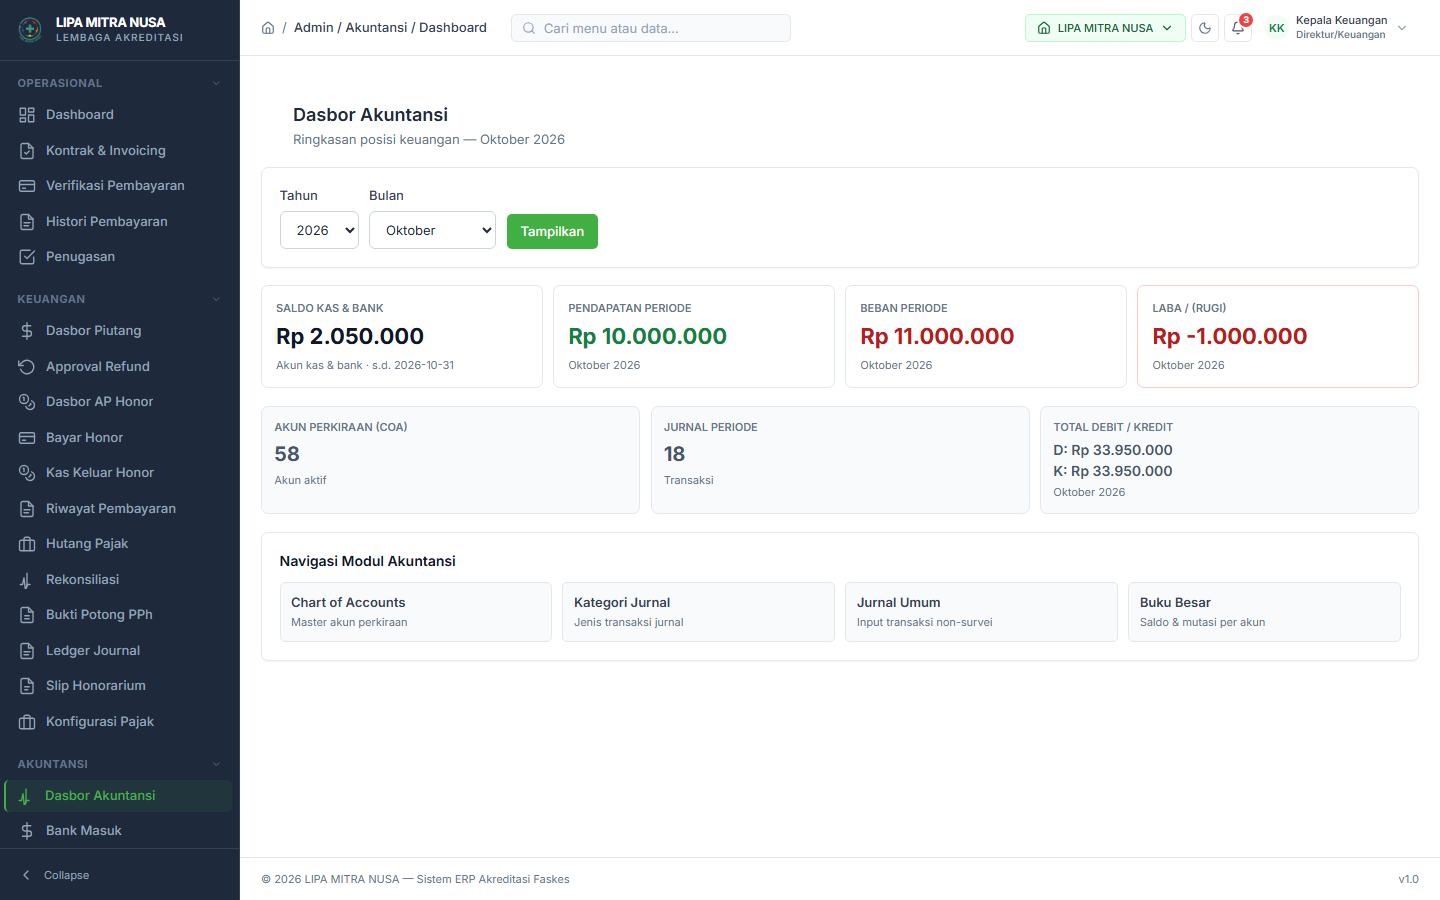 LIPA MITRA NUSA
LEMBAGA AKREDITASI
OPERASIONAL
Dashboard
Kontrak & Invoicing
Verifikasi Pembayaran
Histori Pembayaran
Penugasan
KEUANGAN
Dasbor Piutang
Approval Refund
Dasbor AP Honor
Bayar Honor
Kas Keluar Honor
Riwayat Pembayaran
Hutang Pajak
Rekonsiliasi
Bukti Potong PPh
Ledger Journal
Slip Honorarium
Konfigurasi Pajak
AKUNTANSI
Dasbor Akuntansi
Bank Masuk
Collapse
/ Admin / Akuntansi / Dashboard
Cari menu atau data...
LIPA MITRA NUSA
3
KK
Kepala Keuangan
Direktur/Keuangan
Dasbor Akuntansi
Ringkasan posisi keuangan — Oktober 2026
Tahun Bulan
2026 Oktober Tampilkan
SALDO KAS & BANK
Rp 2.050.000
Akun kas & bank · s.d. 2026-10-31
PENDAPATAN PERIODE
Rp 10.000.000
Oktober 2026
BEBAN PERIODE
Rp 11.000.000
Oktober 2026
LABA / (RUGI)
Rp -1.000.000
Oktober 2026
AKUN PERKIRAAN (COA)
58
Akun aktif
JURNAL PERIODE
18
Transaksi
TOTAL DEBIT / KREDIT
D: Rp 33.950.000
K: Rp 33.950.000
Oktober 2026
Navigasi Modul Akuntansi
Chart of Accounts
Master akun perkiraan
Kategori Jurnal
Jenis transaksi jurnal
Jurnal Umum
Input transaksi non-survei
Buku Besar
Saldo & mutasi per akun
© 2026 LIPA MITRA NUSA — Sistem ERP Akreditasi Faskes
v1.0